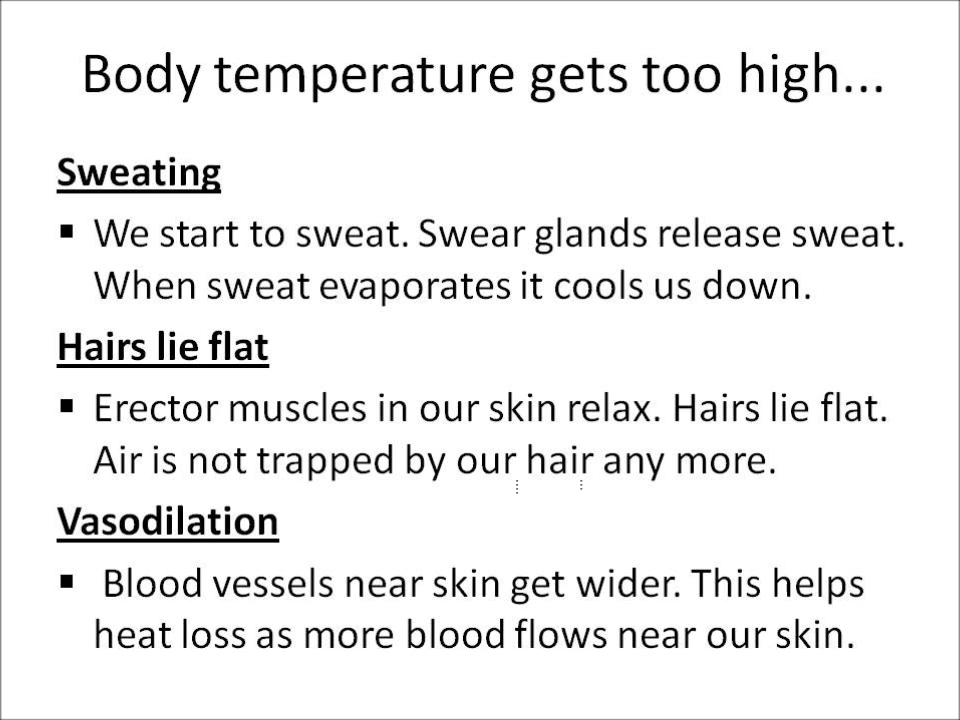 Body temperature gets too high...
Sweating
▪ We start to sweat. Swear glands release sweat.
When sweat evaporates it cools us down.
Hairs lie flat
▪ Erector muscles in our skin relax. Hairs lie flat.
Air is not trapped by our hair any more.
Vasodilation
▪ Blood vessels near skin get wider. This helps
heat loss as more blood flows near our skin.